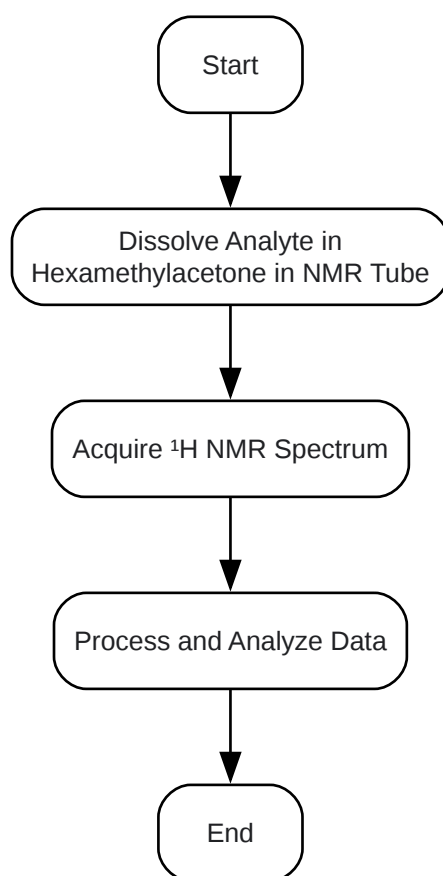 Start
Dissolve Analyte in
Hexamethylacetone in NMR Tube
Acquire ¹H NMR Spectrum
Process and Analyze Data
End